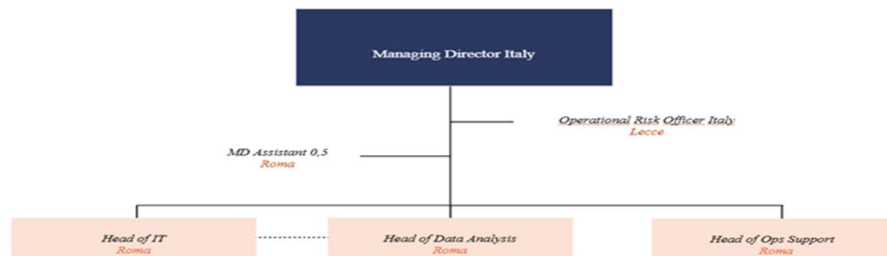 Managing Director Italy
Operational Risk Officer Italy
Lecce
MD Assistant 0,5
Roma
Head of IT
Roma
Head of Data Analysis
Roma
Head of Ops Support
Roma